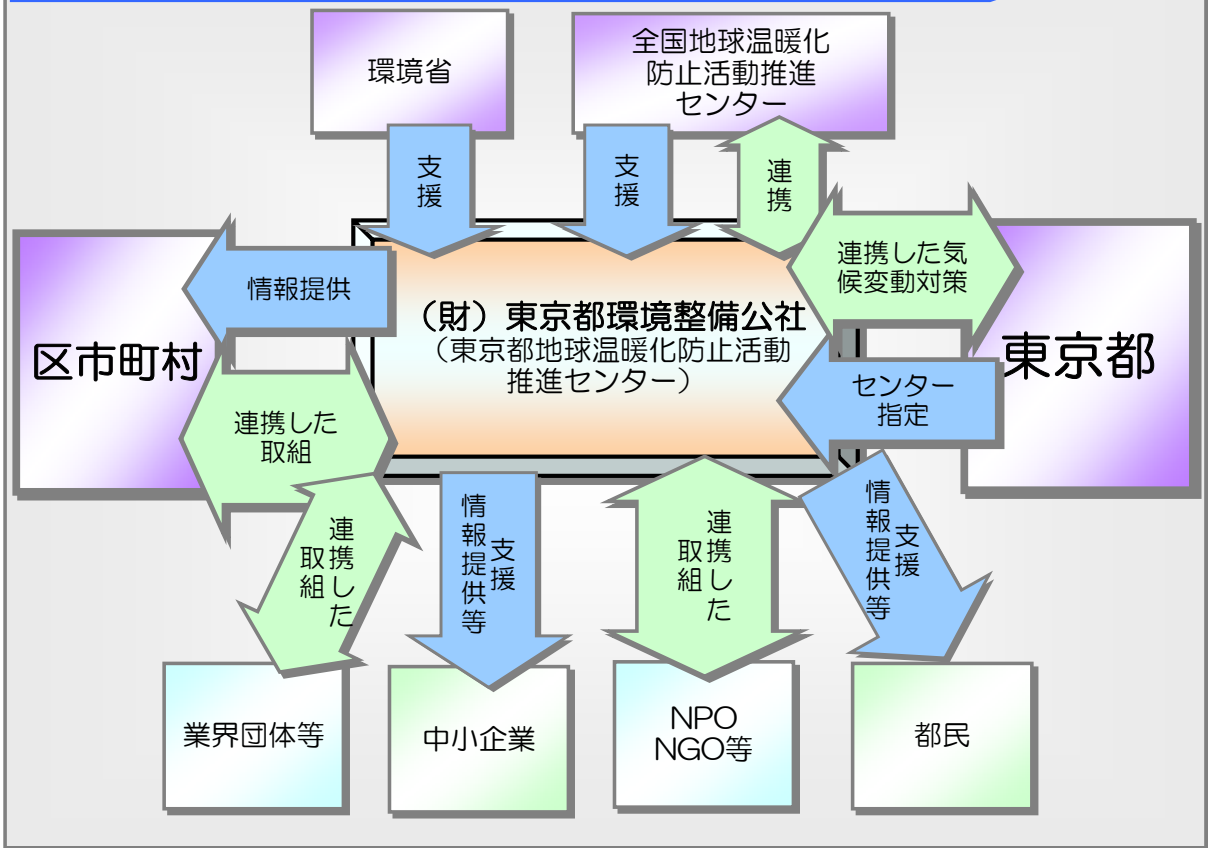 環境省
全国地球温暖化
防止活動推進
センター
支援
支援
連携
情報提供
連携した気
候変動対策
（財）東京都環境整備公社
（東京都地球温暖化防止活動
推進センター）
区市町村
東京都
センター
指定
連携した
取組
連携した
取組
支援
情報提供等
連携した
取組
支援
情報提供等
業界団体等
中小企業
NPO
NGO等
都民